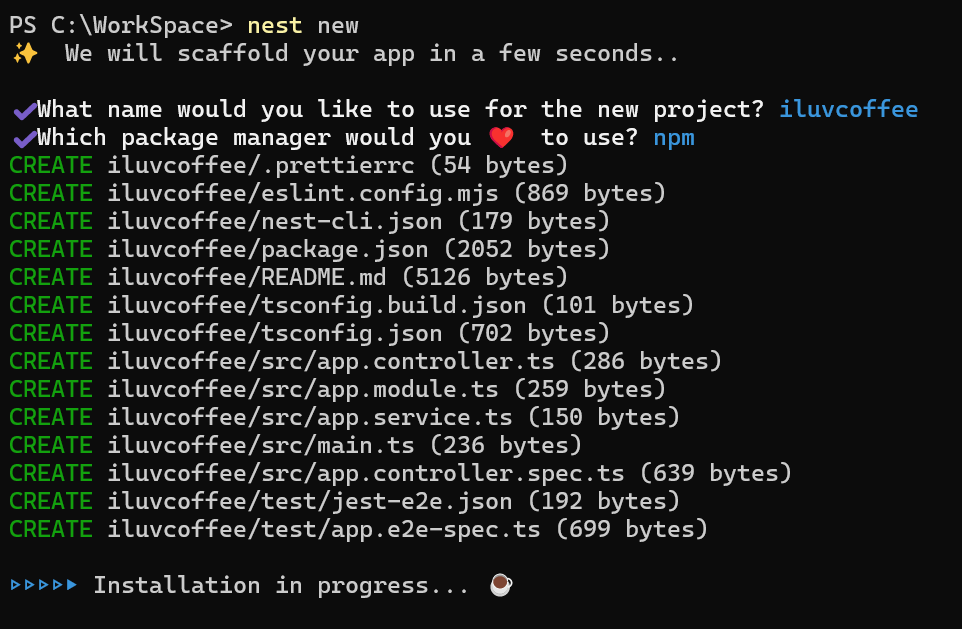 PS C:\WorkSpace> nest new
✨  We will scaffold your app in a few seconds..
✔What name would you like to use for the new project? iluvcoffee
✔Which package manager would you ❤️  to use? npm
CREATE iluvcoffee/.prettierrc (54 bytes)
CREATE iluvcoffee/eslint.config.mjs (869 bytes)
CREATE iluvcoffee/nest-cli.json (179 bytes)
CREATE iluvcoffee/package.json (2052 bytes)
CREATE iluvcoffee/README.md (5126 bytes)
CREATE iluvcoffee/tsconfig.build.json (101 bytes)
CREATE iluvcoffee/tsconfig.json (702 bytes)
CREATE iluvcoffee/src/app.controller.ts (286 bytes)
CREATE iluvcoffee/src/app.module.ts (259 bytes)
CREATE iluvcoffee/src/app.service.ts (150 bytes)
CREATE iluvcoffee/src/main.ts (236 bytes)
CREATE iluvcoffee/src/app.controller.spec.ts (639 bytes)
CREATE iluvcoffee/test/jest-e2e.json (192 bytes)
CREATE iluvcoffee/test/app.e2e-spec.ts (699 bytes)
▹▹▹▹▸ Installation in progress... ☕